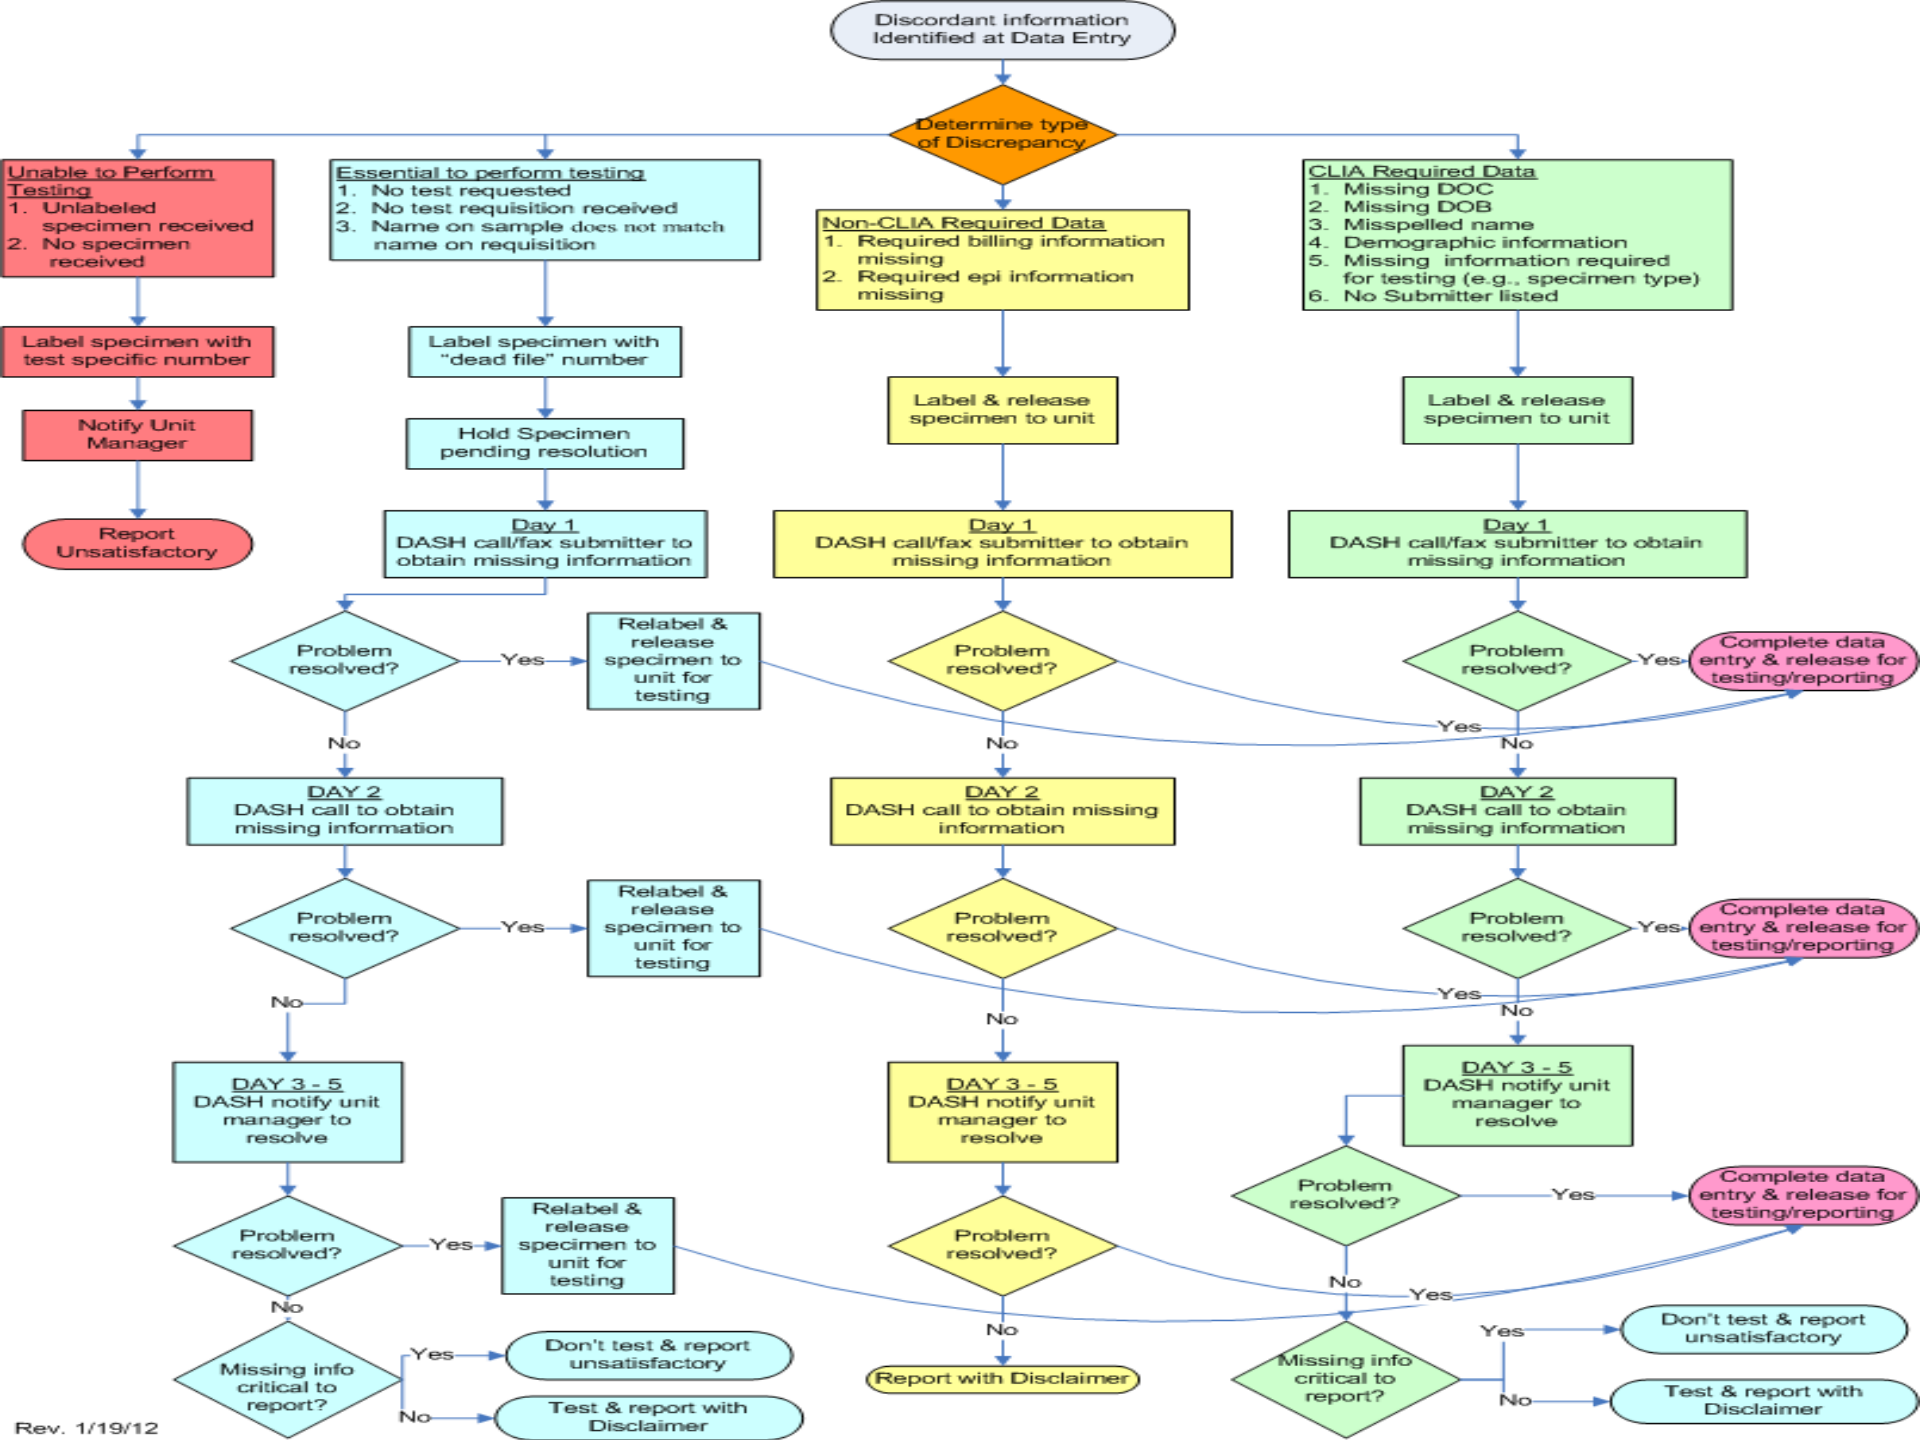 Discordant information
Identified at Data Entry
Determine type
of Discrepancy
Unable to Perform
Testing
1. Unlabeled
specimen received
2. No specimen
received
Essential to perform testing
1. No test requested
2. No test requisition received
3. Name on sample does not match
name on requisition
Non-CLIA Required Data
1. Required billing information
missing
2. Required epi information
missing
CLIA Required Data
1. Missing DOC
2. Missing DOB
3. Misspelled name
4. Demographic information
5. Missing information required
for testing (e.g., specimen type)
6. No Submitter listed
Label specimen with
test specific number
Label specimen with
"dead file" number
Label & release
specimen to unit
Label & release
specimen to unit
Notify Unit
Manager
Hold Specimen
pending resolution
Report
Unsatisfactory
Day 1
DASH call/fax submitter to
obtain missing information
Day 1
DASH call/fax submitter to obtain
missing information
Day 1
DASH call/fax submitter to obtain
missing information
Problem
resolved?
Yes
Relabel &
release
specimen to
unit for
testing
Problem
resolved?
Yes
Problem
resolved?
Yes
Complete data
entry & release for
testing/reporting
No
No
No
DAY 2
DASH call to obtain
missing information
DAY 2
DASH call to obtain missing
information
DAY 2
DASH call to obtain
missing information
Problem
resolved?
Yes
Relabel &
release
specimen to
unit for
testing
Problem
resolved?
Yes
Problem
resolved?
Yes
Complete data
entry & release for
testing/reporting
No
No
No
DAY 3 - 5
DASH notify unit
manager to
resolve
DAY 3 - 5
DASH notify unit
manager to
resolve
DAY 3 - 5
DASH notify unit
manager to
resolve
Problem
resolved?
Yes
Relabel &
release
specimen to
unit for
testing
Problem
resolved?
Yes
Problem
resolved?
Yes
Complete data
entry & release for
testing/reporting
No
No
No
Missing info
critical to
report?
Yes
Don't test & report
unsatisfactory
No
Test & report with
Disclaimer
Report with Disclaimer
Missing info
critical to
report?
Yes
Don't test & report
unsatisfactory
No
Test & report with
Disclaimer
Rev. 1/19/12